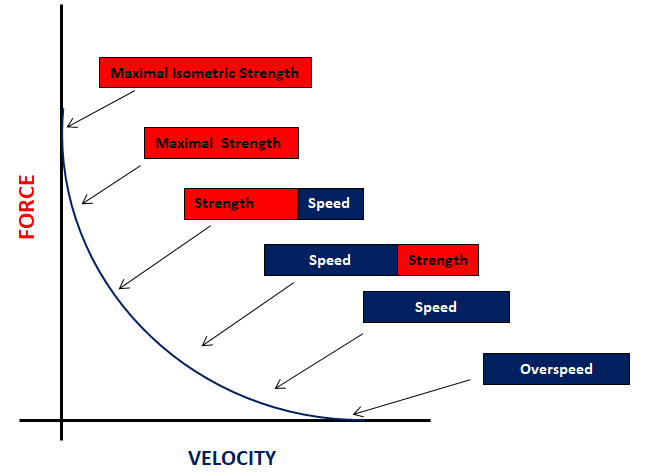 Maximal Isometric Strength
Maximal  Strength
Strength Speed
FORCE
Speed Strength
Speed
Overspeed
VELOCITY